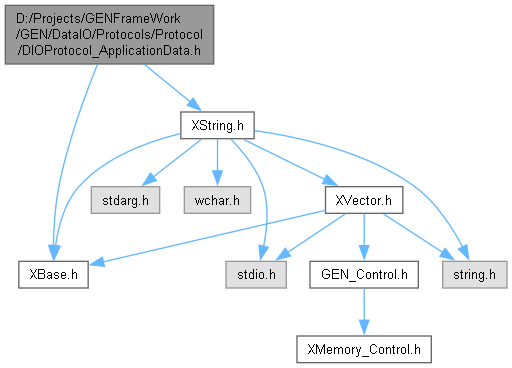 D:/Projects/GENFrameWork
/GEN/DataIO/Protocols/Protocol
/DIOProtocol_ApplicationData.h
XString.h
stdarg.h
wchar.h
XVector.h
XBase.h
stdio.h
GEN_Control.h
string.h
XMemory_Control.h